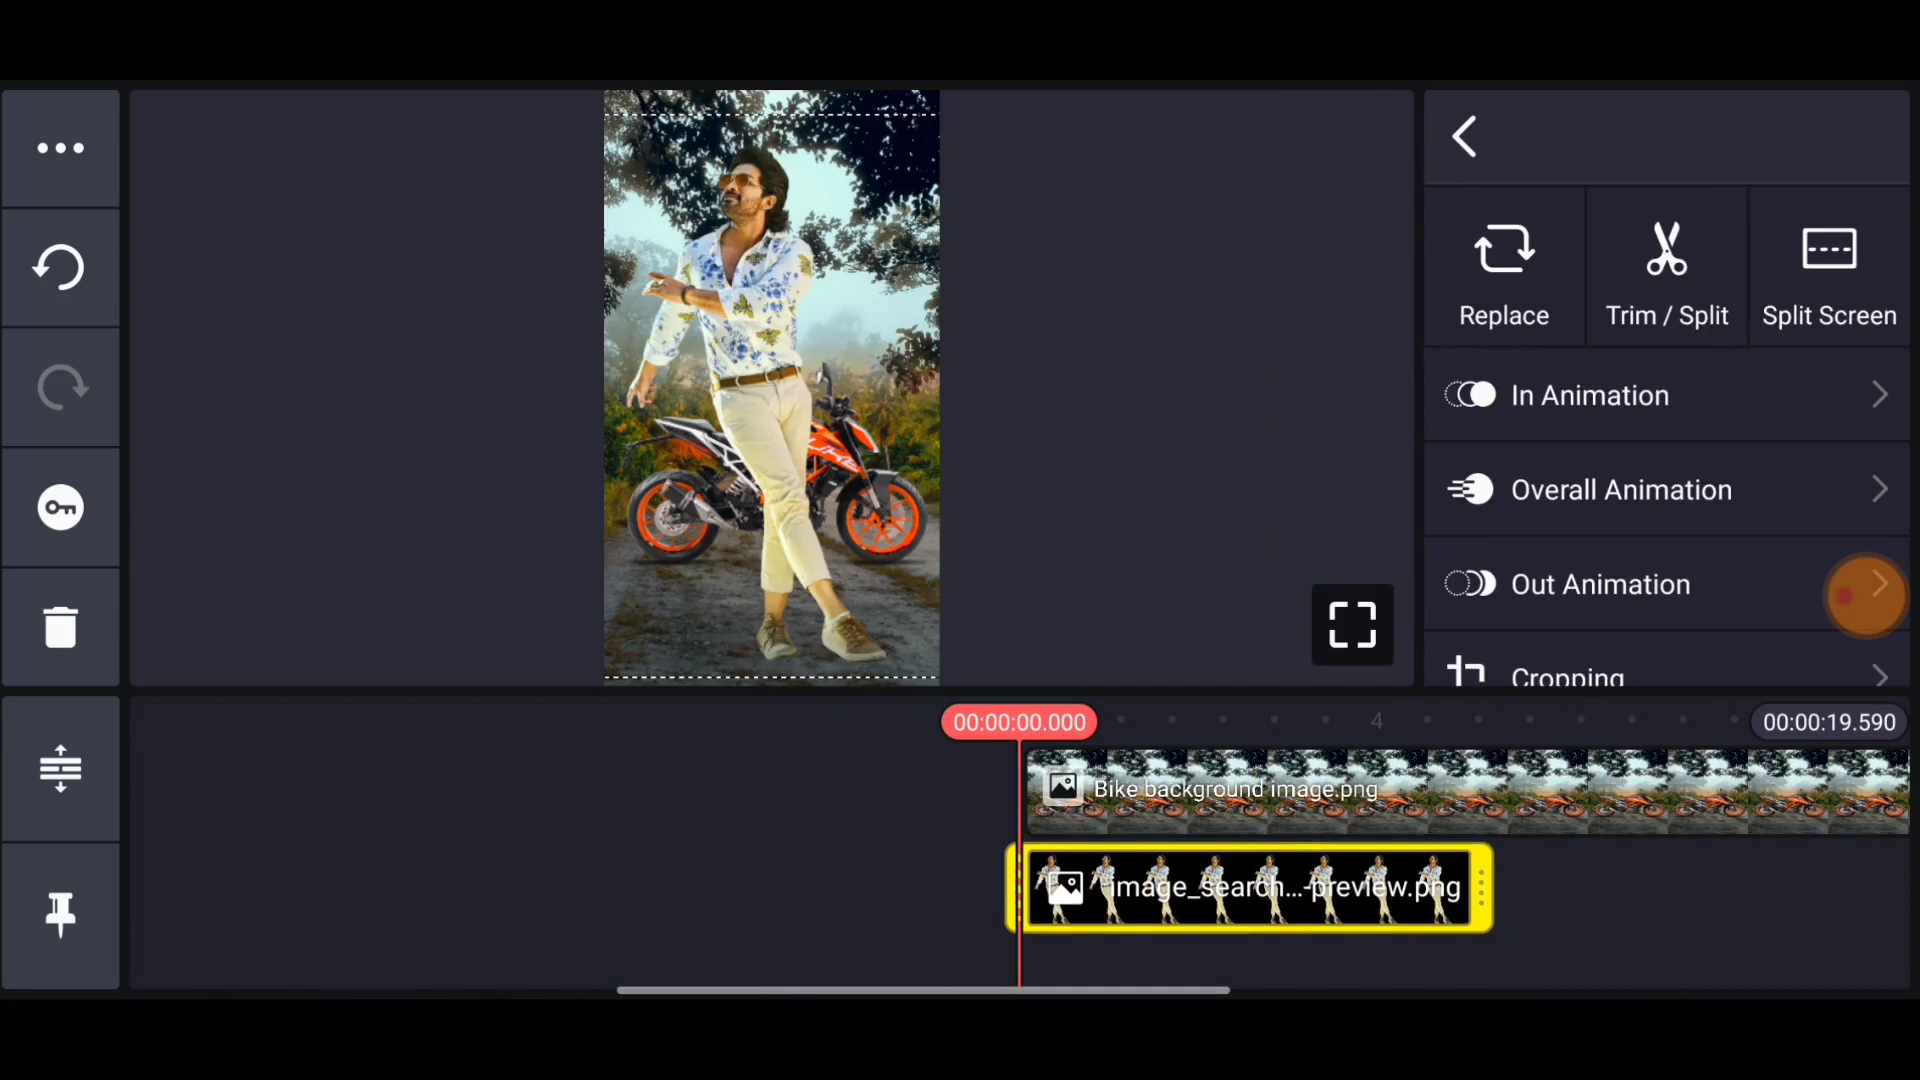 Replace
Trim / Split
Split Screen
In Animation
Overall Animation
Out Animation
Cropping
00:00:00.000
4
00:00:19.590
Bike background image.png
image_search...-preview.png